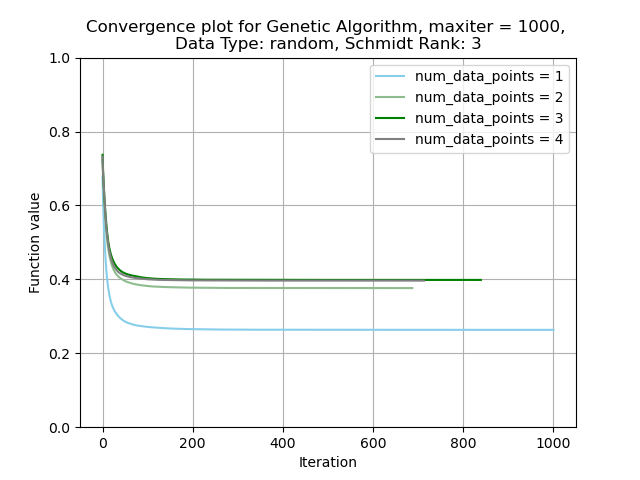 Convergence plot for Genetic Algorithm, maxiter = 1000,
Data Type: random, Schmidt Rank: 3
num_data_points = 1
num_data_points = 2
num_data_points = 3
num_data_points = 4
Function value
1.0
0.8
0.6
0.4
0.2
0.0
0 200 400 600 800 1000
Iteration